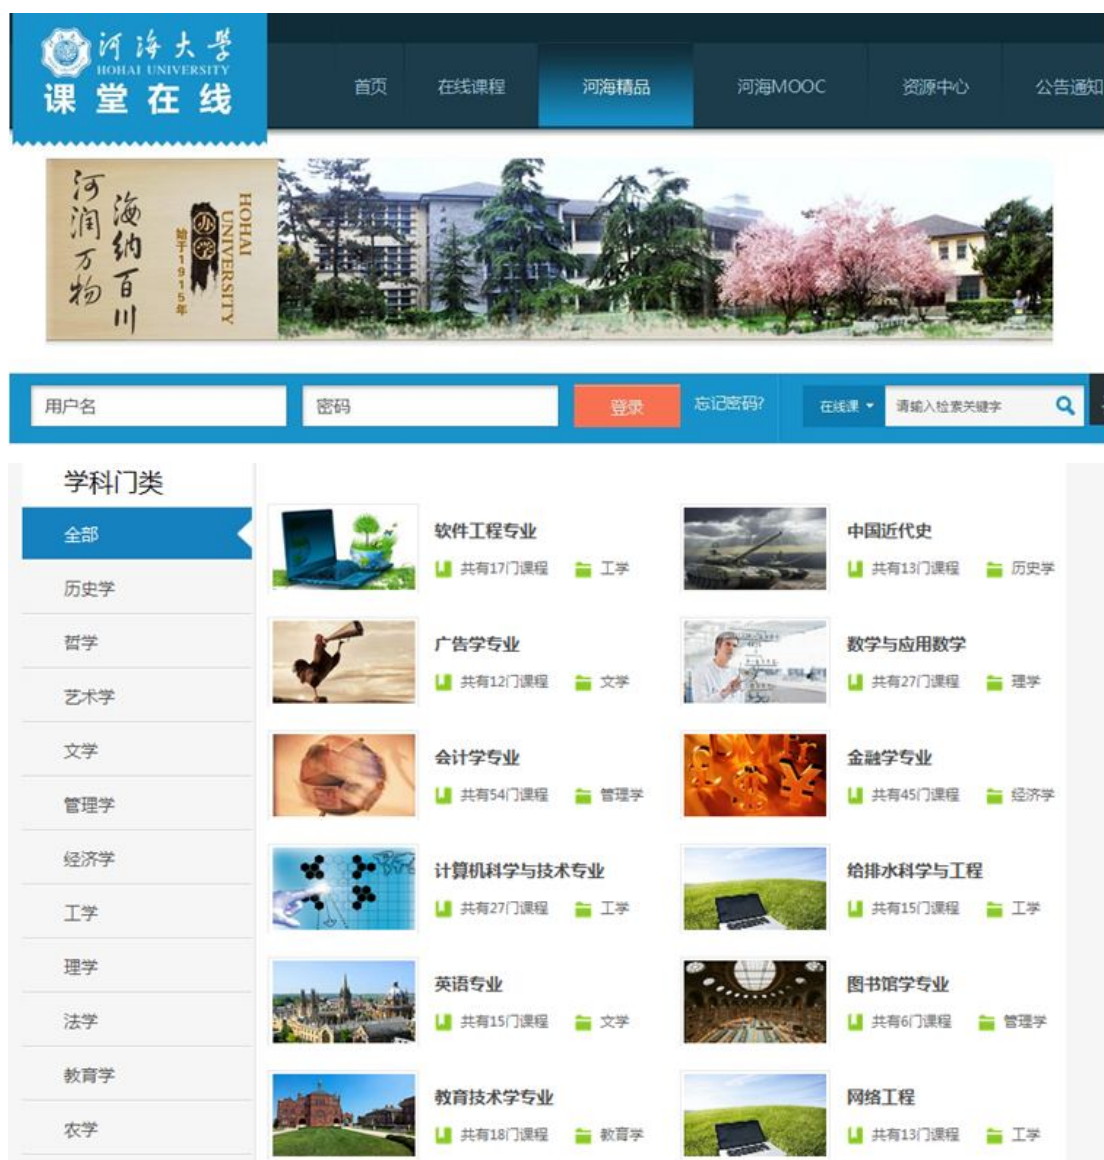 河海大学
HOHAI UNIVERSITY
课堂在线
首页 在线课程 河海精品 河海MOOC 资源中心 公告通知
海纳百川
河润万物
办学
始于1915年
HOHAI
UNIVERSITY
用户名 密码 登录 忘记密码? 在线课 请输入检索关键字
学科门类
全部
历史学
哲学
艺术学
文学
管理学
经济学
工学
理学
法学
教育学
农学
软件工程专业
共有17门课程 工学
中国近代史
共有13门课程 历史学
广告学专业
共有12门课程 文学
数学与应用数学
共有27门课程 理学
会计学专业
共有54门课程 管理学
金融学专业
共有45门课程 经济学
计算机科学与技术专业
共有27门课程 工学
给排水科学与工程
共有15门课程 工学
英语专业
共有15门课程 文学
图书馆学专业
共有6门课程 管理学
教育技术学专业
共有18门课程 教育学
网络工程
共有13门课程 工学